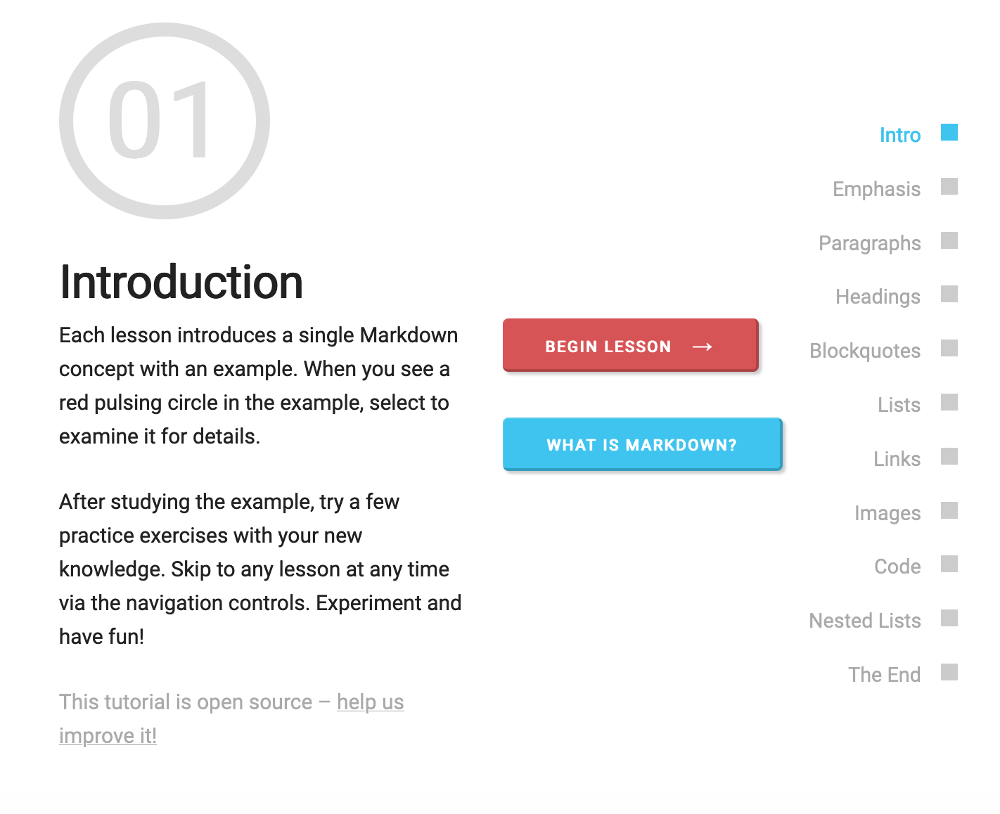 01
Introduction
Each lesson introduces a single Markdown
concept with an example. When you see a
red pulsing circle in the example, select to
examine it for details.
After studying the example, try a few
practice exercises with your new
knowledge. Skip to any lesson at any time
via the navigation controls. Experiment and
have fun!
This tutorial is open source – help us
improve it!
BEGIN LESSON →
WHAT IS MARKDOWN?
Intro
Emphasis
Paragraphs
Headings
Blockquotes
Lists
Links
Images
Code
Nested Lists
The End